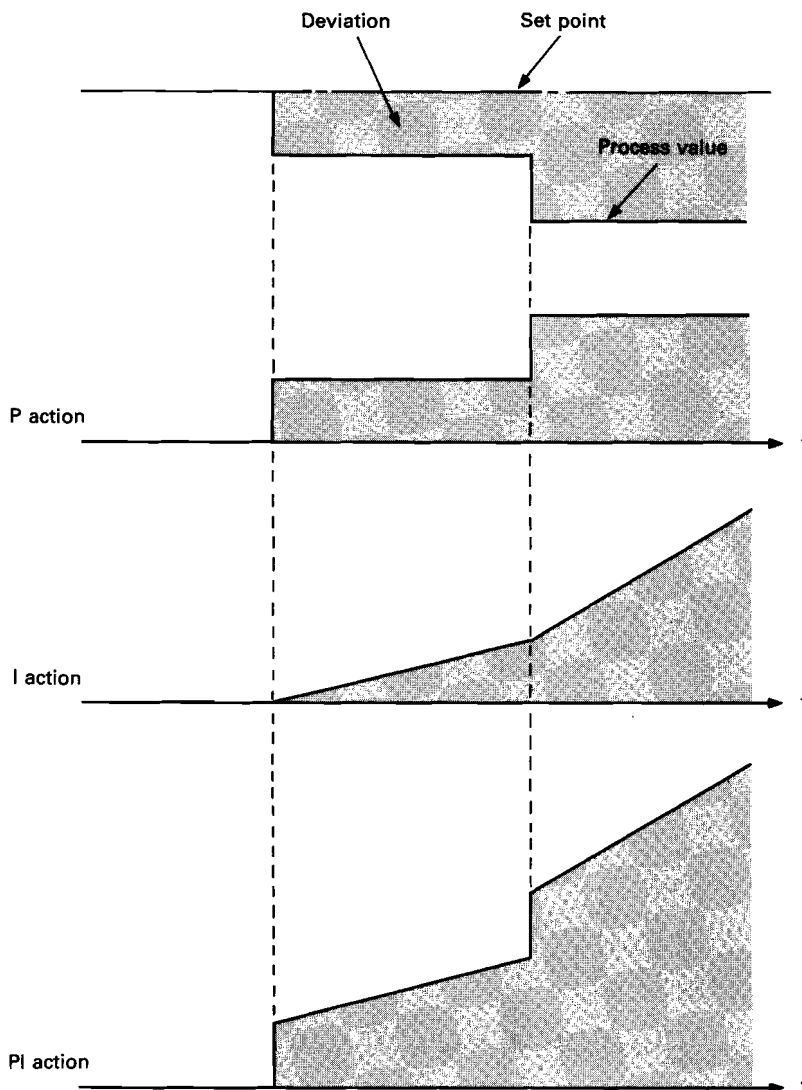 Deviation
Set point
Process value
P action
I action
PI action